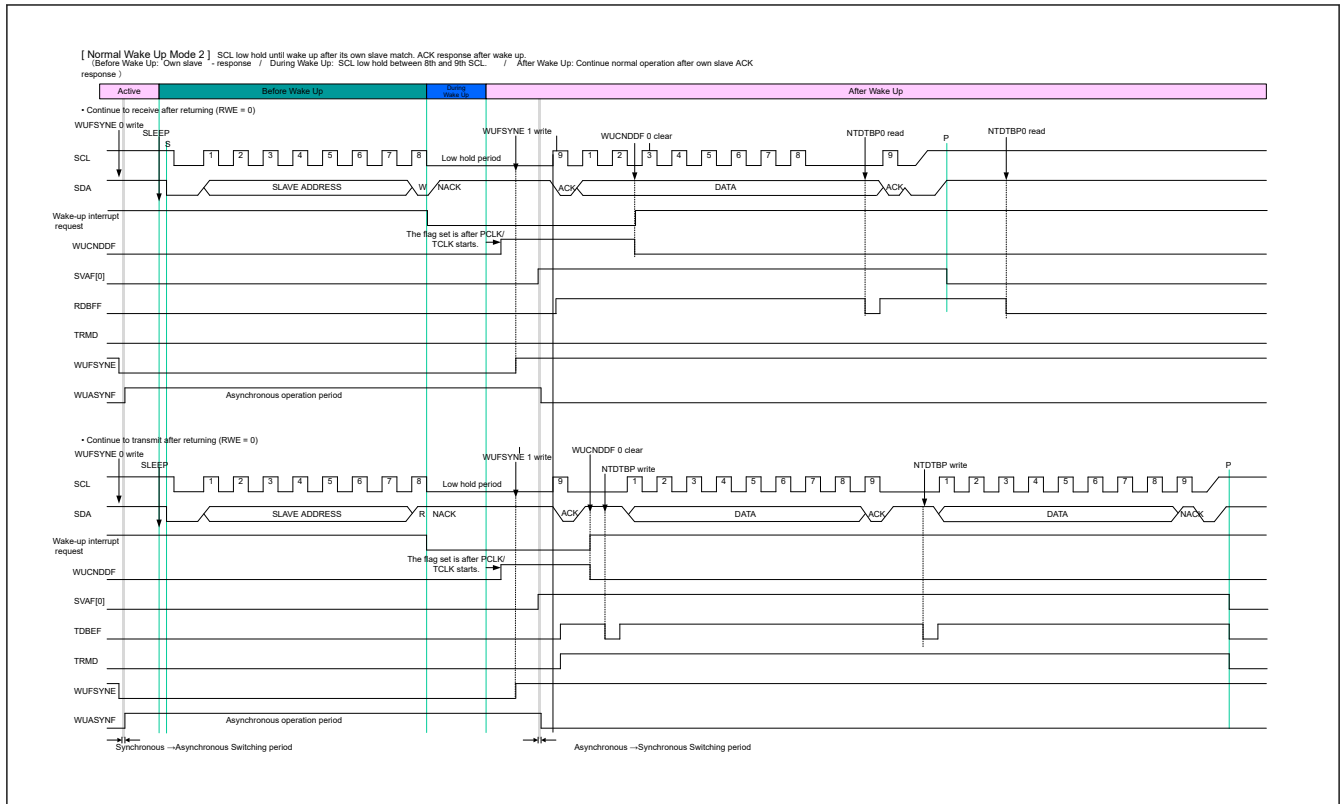 [ Normal Wake Up Mode 2 ] SCL low hold until wake up after its own slave match. ACK response after wake up.
(Before Wake Up: Own slave - response / During Wake Up: SCL low hold between 8th and 9th SCL. / After Wake Up: Continue normal operation after own slave ACK
response )
Active Before Wake Up During Wake Up After Wake Up
• Continue to receive after returning (RWE = 0)
WUFSYNE 0 write SLEEP WUFSYNE 1 write WUCNDDF 0 clear NTDTBP0 read P NTDTBP0 read
S
SCL 1 2 3 4 5 6 7 8 Low hold period 9 1 2 3 4 5 6 7 8 9
SDA SLAVE ADDRESS W NACK ACK DATA ACK
Wake-up interrupt
request
The flag set is after PCLK/
TCLK starts.
WUCNDDF
SVAF[0]
RDBFF
TRMD
WUFSYNE
WUASYNF Asynchronous operation period
• Continue to transmit after returning (RWE = 0)
WUFSYNE 0 write SLEEP WUFSYNE 1 write WUCNDDF 0 clear NTDTBP write NTDTBP write P
SCL 1 2 3 4 5 6 7 8 Low hold period 9 1 2 3 4 5 6 7 8 9 1 2 3 4 5 6 7 8 9
SDA SLAVE ADDRESS R NACK ACK DATA ACK DATA NACK
Wake-up interrupt
request
The flag set is after PCLK/
TCLK starts.
WUCNDDF
SVAF[0]
TDBEF
TRMD
WUFSYNE
WUASYNF Asynchronous operation period
Synchronous →Asynchronous Switching period Asynchronous →Synchronous Switching period